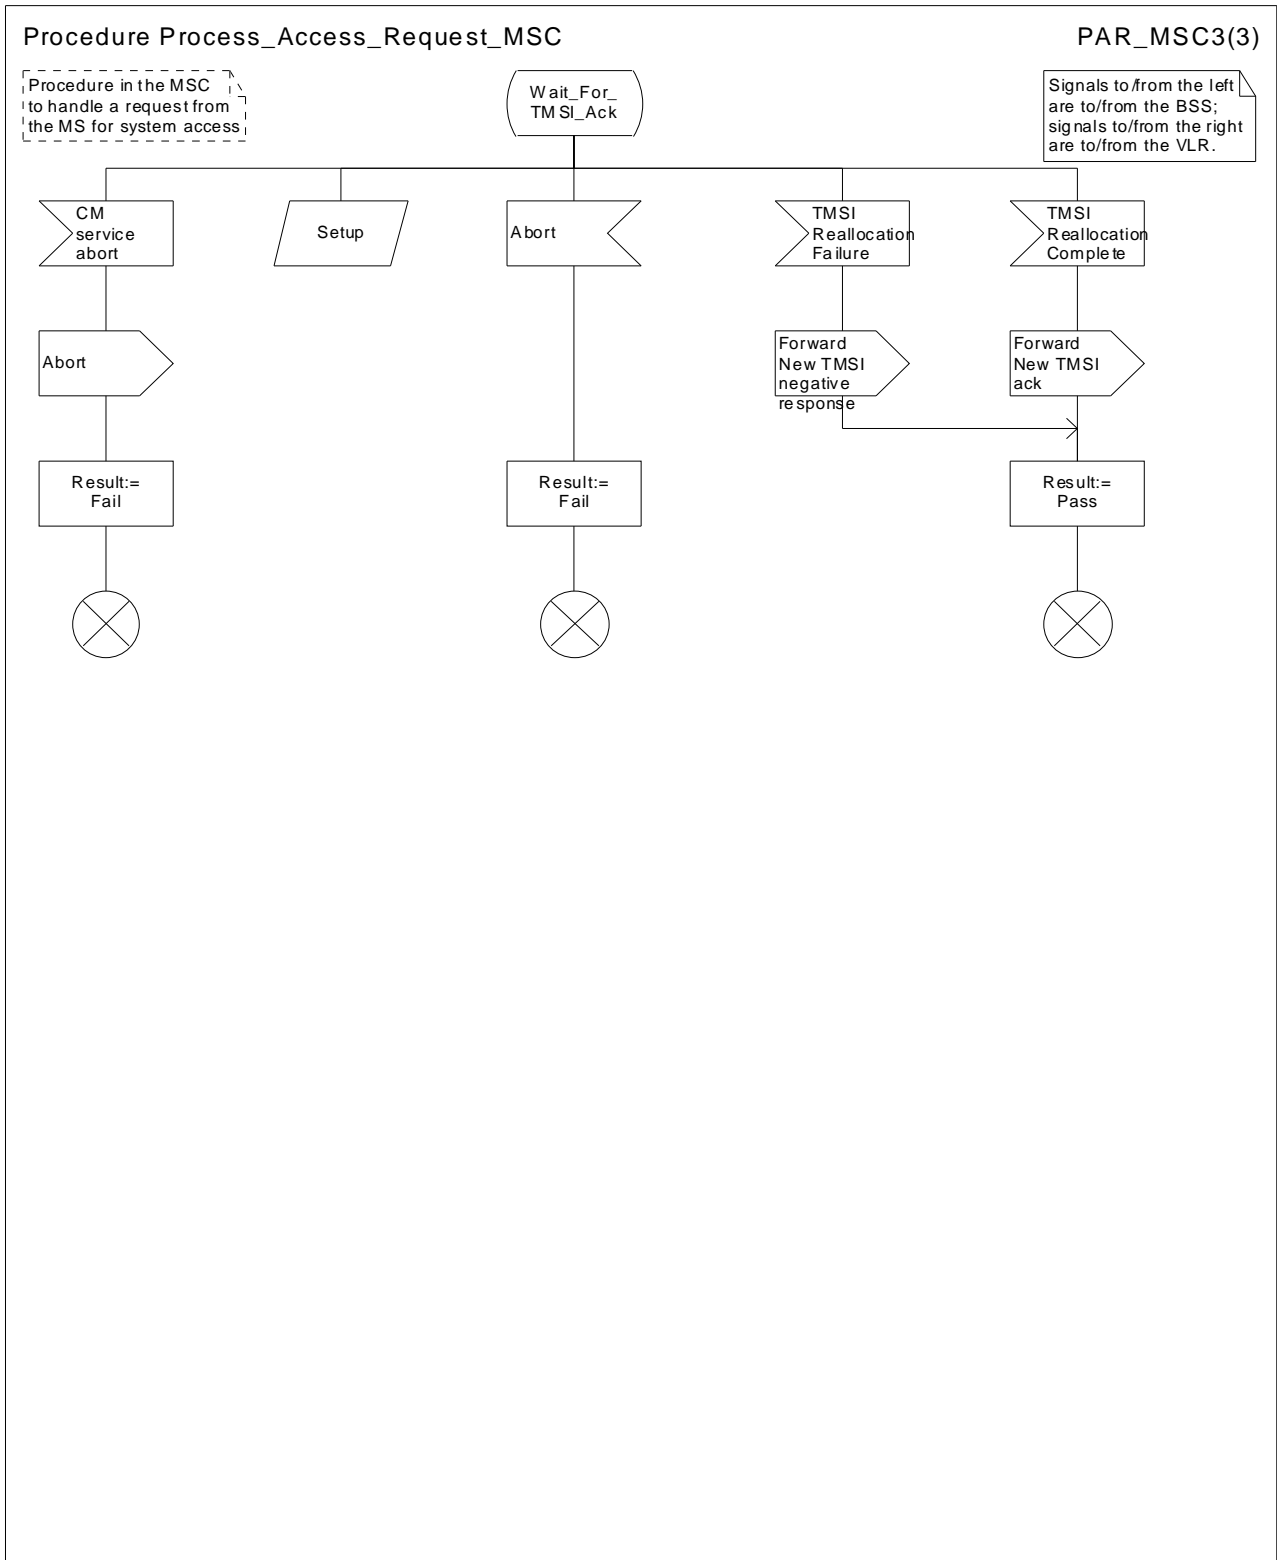 Procedure Process_Access_Request_MSC
PAR_MSC3(3)
Procedure in the MSC
to handle a request from
the MS for system access
Wait_For_
TMSI_Ack
Signals to/from the left
are to/from the BSS;
signals to/from the right
are to/from the VLR.
CM
service
abort
Setup
Abort
TMSI
Reallocation
Failure
TMSI
Reallocation
Complete
Abort
Forward
New TMSI
negative
response
Forward
New TMSI
ack
Result:=
Fail
Result:=
Fail
Result:=
Pass